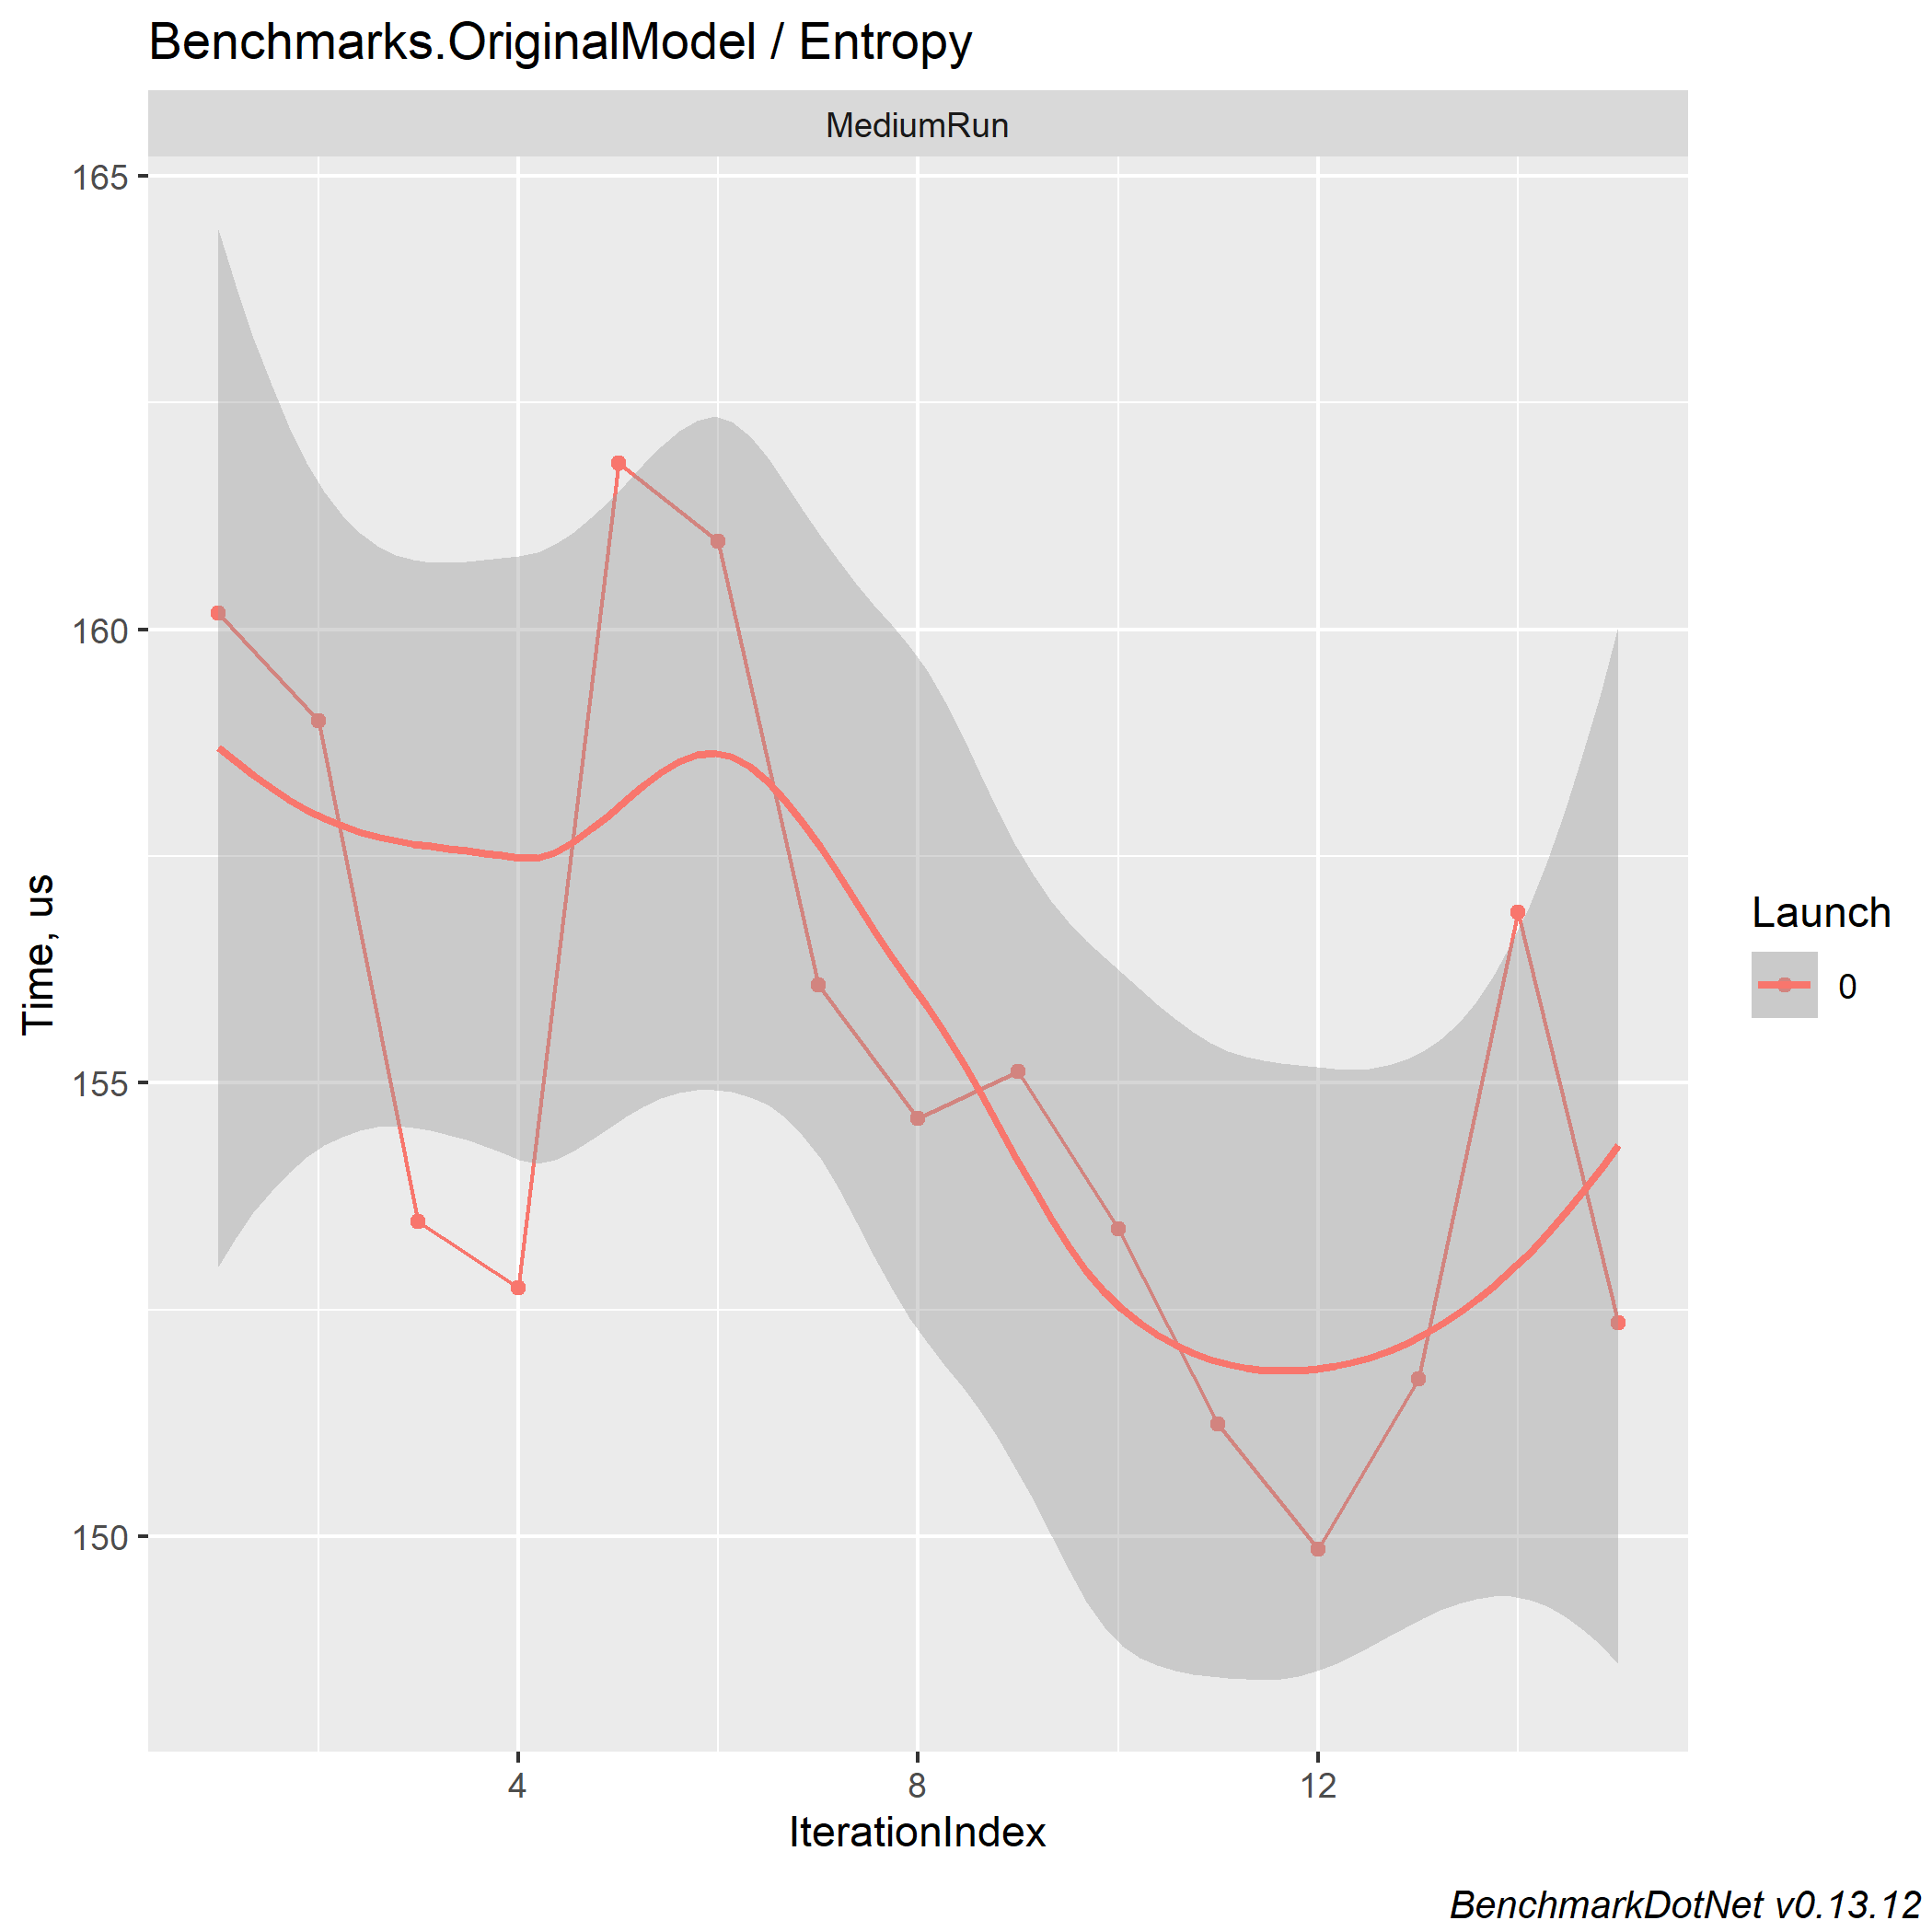 Benchmarks.OriginalModel / Entropy
MediumRun
165
160
155
150
Time, us
4
8
12
IterationIndex
Launch
0
BenchmarkDotNet v0.13.12